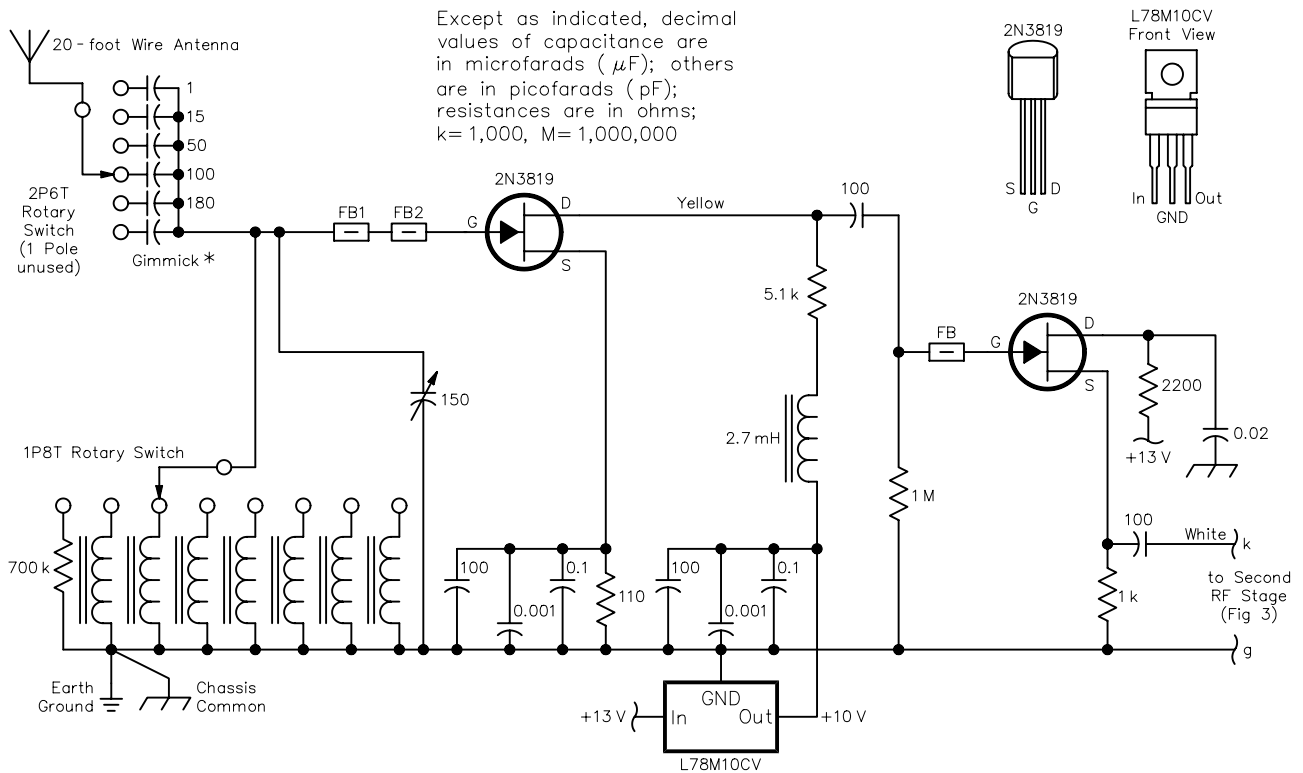 Except as indicated, decimal
values of capacitance are
in microfarads ( μF); others
are in picofarads (pF);
resistances are in ohms;
k= 1,000, M= 1,000,000
20 - foot Wire Antenna
1
15
50
100
180
Gimmick *
2P6T
Rotary
Switch
(1 Pole
unused)
FB1
FB2
2N3819
G
D
S
Yellow
100
5.1 k
2.7 mH
150
1P8T Rotary Switch
700 k
100
0.001
0.1
110
100
0.001
0.1
1 M
FB
2N3819
G
D
S
2200
+13 V
0.02
100
White
k
to Second
RF Stage
(Fig 3)
1 k
g
Earth
Ground
Chassis
Common
+13 V
In
GND
Out
+10 V
L78M10CV
2N3819
S
G
D
L78M10CV
Front View
In
GND
Out